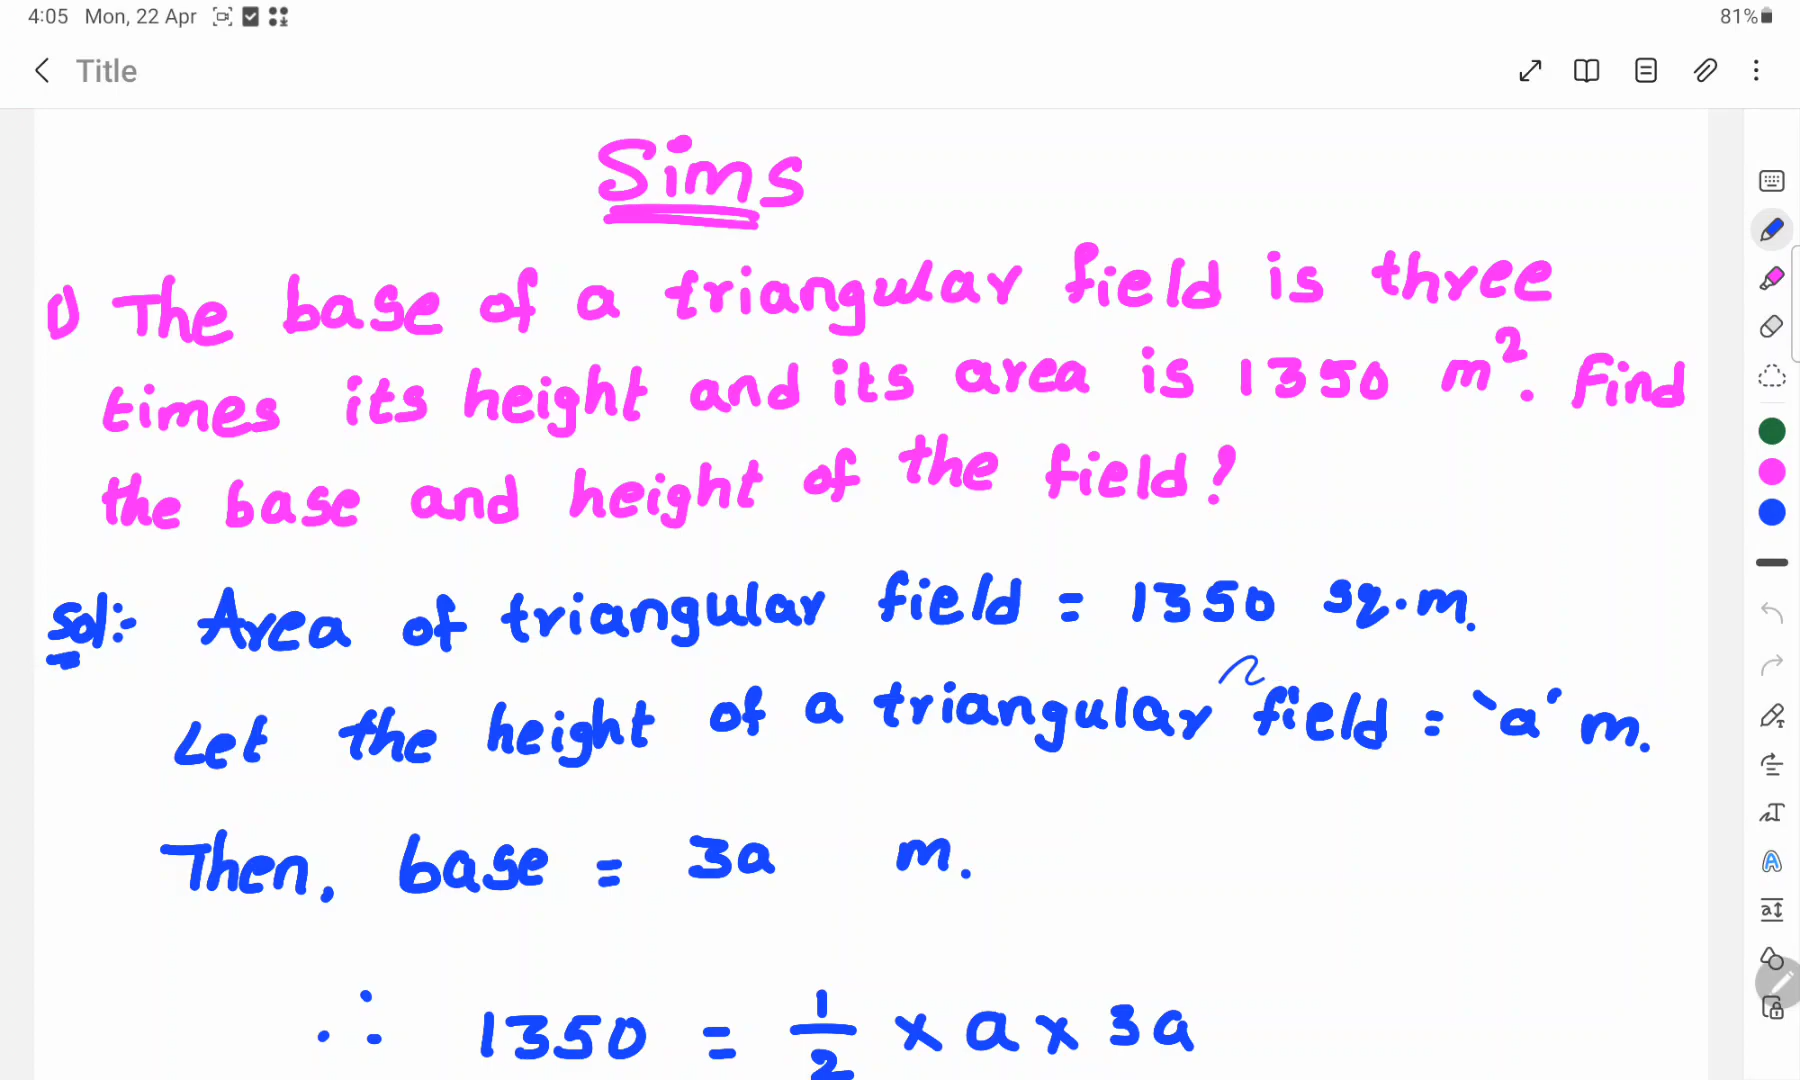 4:05 Mon, 22 Apr
81%
Title
Sims
1) The base of a triangular field is three
times its height and its area is 1350 m². Find
the base and height of the field?
Sol:- Area of triangular field = 1350 sq.m.
Let the height of a triangular field = 'a' m.
Then, base = 3a m.
∴ 1350 = 1/2 × a × 3a